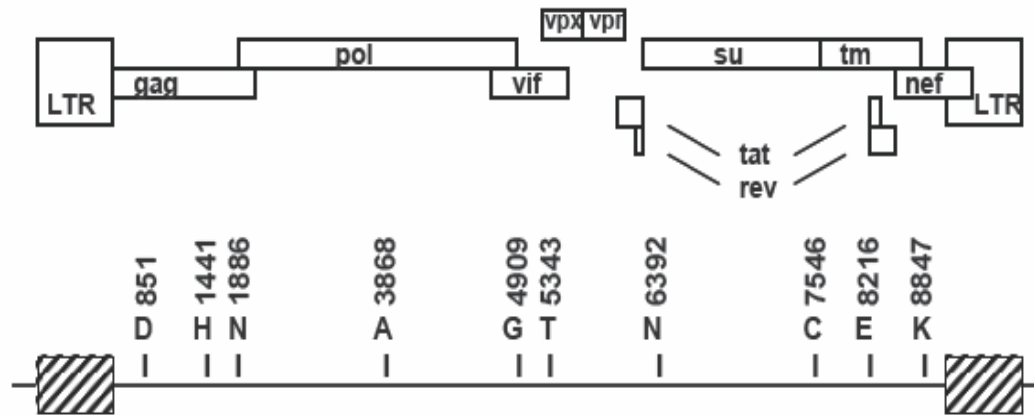 vpx vpr
pol su tm
LTR gag vif nef LTR
tat
rev
851 1441 1886 3868 4909 5343 6392 7546 8216 8847
D H N A G T N C E K